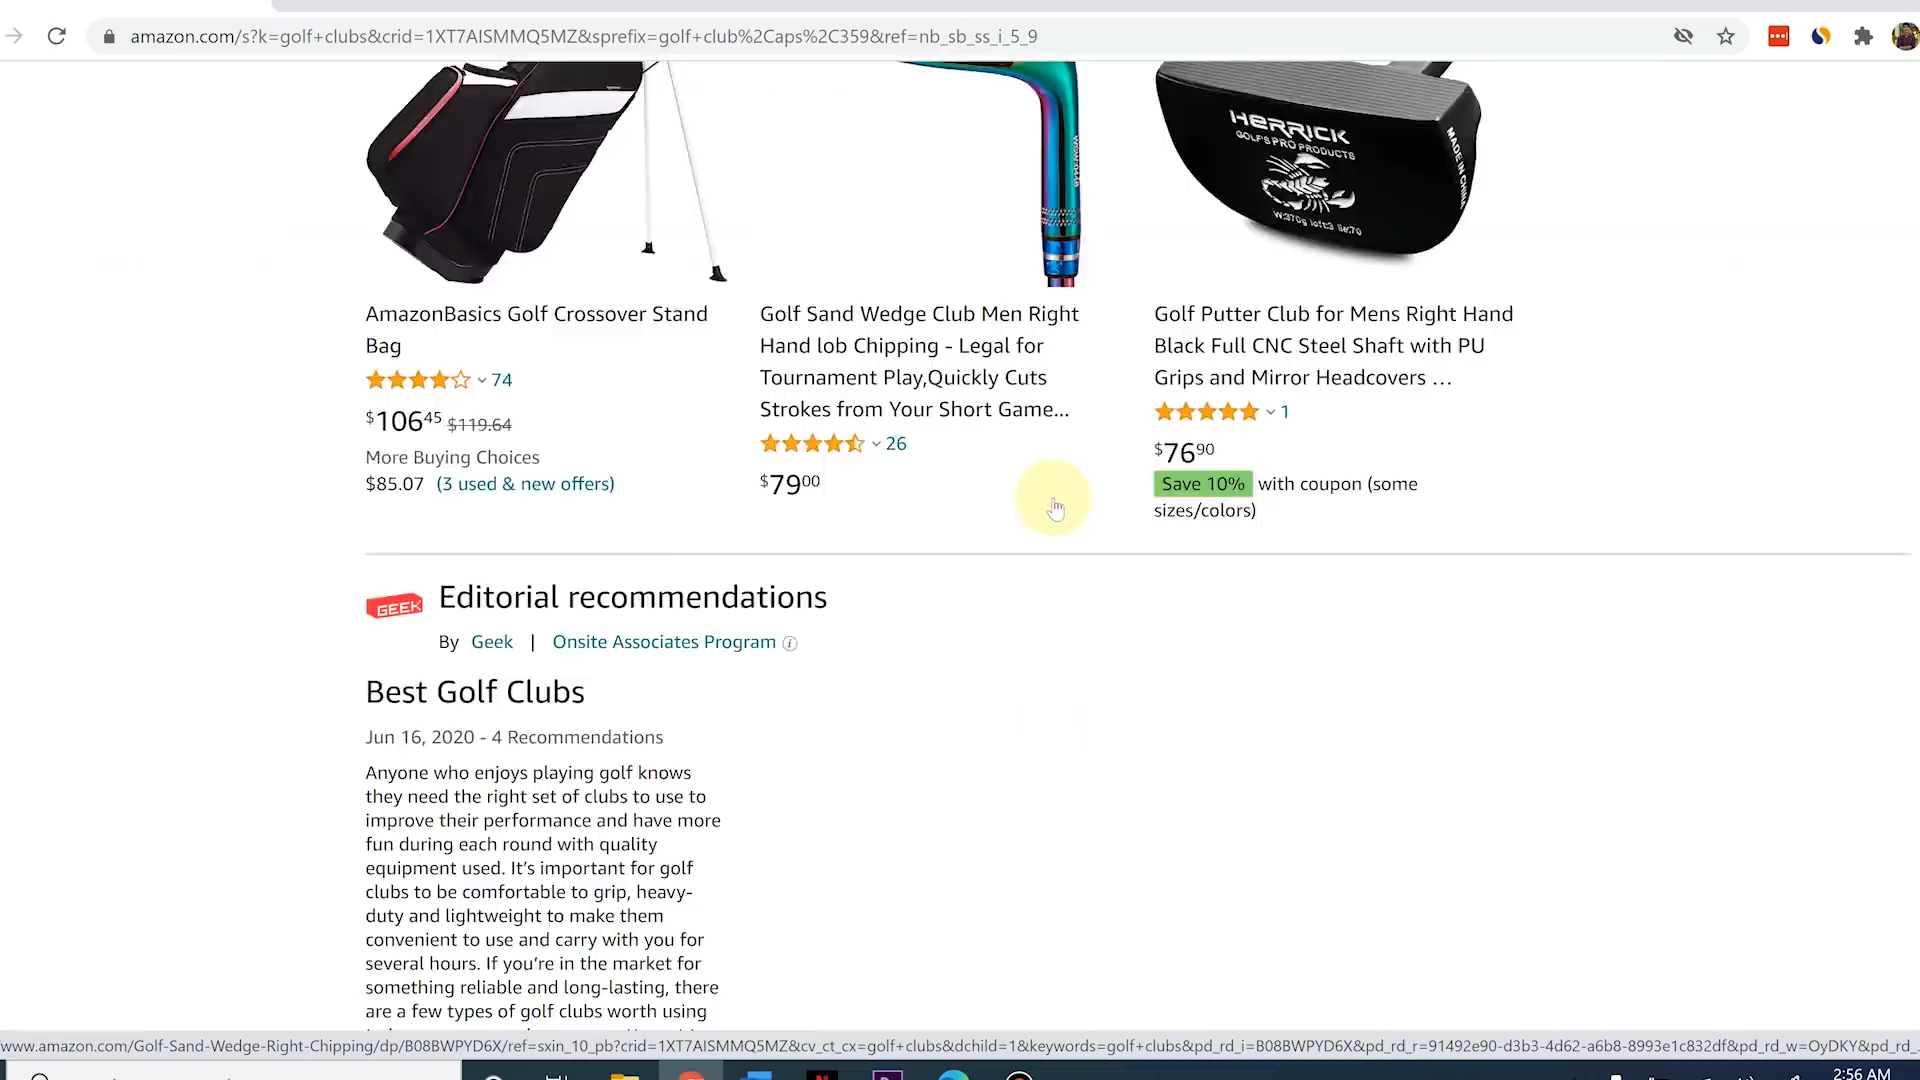 amazon.com/s?k=golf+clubs&crid=1XT7AISMMQ5MZ&sprefix=golf+club%2Caps%2C359&ref=nb_sb_ss_i_5_9
HERRICK
GOLF'S PRO PRODUCTS
W:370g loft:3 lie:70
MADE IN CHINA
AmazonBasics Golf Crossover Stand
Bag
74
$106.45 $119.64
More Buying Choices
$85.07 (3 used & new offers)
Golf Sand Wedge Club Men Right
Hand lob Chipping - Legal for
Tournament Play,Quickly Cuts
Strokes from Your Short Game...
26
$79.00
Golf Putter Club for Mens Right Hand
Black Full CNC Steel Shaft with PU
Grips and Mirror Headcovers …
1
$76.90
Save 10% with coupon (some
sizes/colors)
GEEK
Editorial recommendations
By Geek | Onsite Associates Program
Best Golf Clubs
Jun 16, 2020 - 4 Recommendations
Anyone who enjoys playing golf knows
they need the right set of clubs to use to
improve their performance and have more
fun during each round with quality
equipment used. It’s important for golf
clubs to be comfortable to grip, heavy-
duty and lightweight to make them
convenient to use and carry with you for
several hours. If you’re in the market for
something reliable and long-lasting, there
are a few types of golf clubs worth using
www.amazon.com/Golf-Sand-Wedge-Right-Chipping/dp/B08BWPYD6X/ref=sxin_10_pb?crid=1XT7AISMMQ5MZ&cv_ct_cx=golf+clubs&dchild=1&keywords=golf+clubs&pd_rd_i=B08BWPYD6X&pd_rd_r=91492e90-d3b3-4d62-a6b8-8993e1c832df&pd_rd_w=OyDKY&pd_rd_
2:56 AM